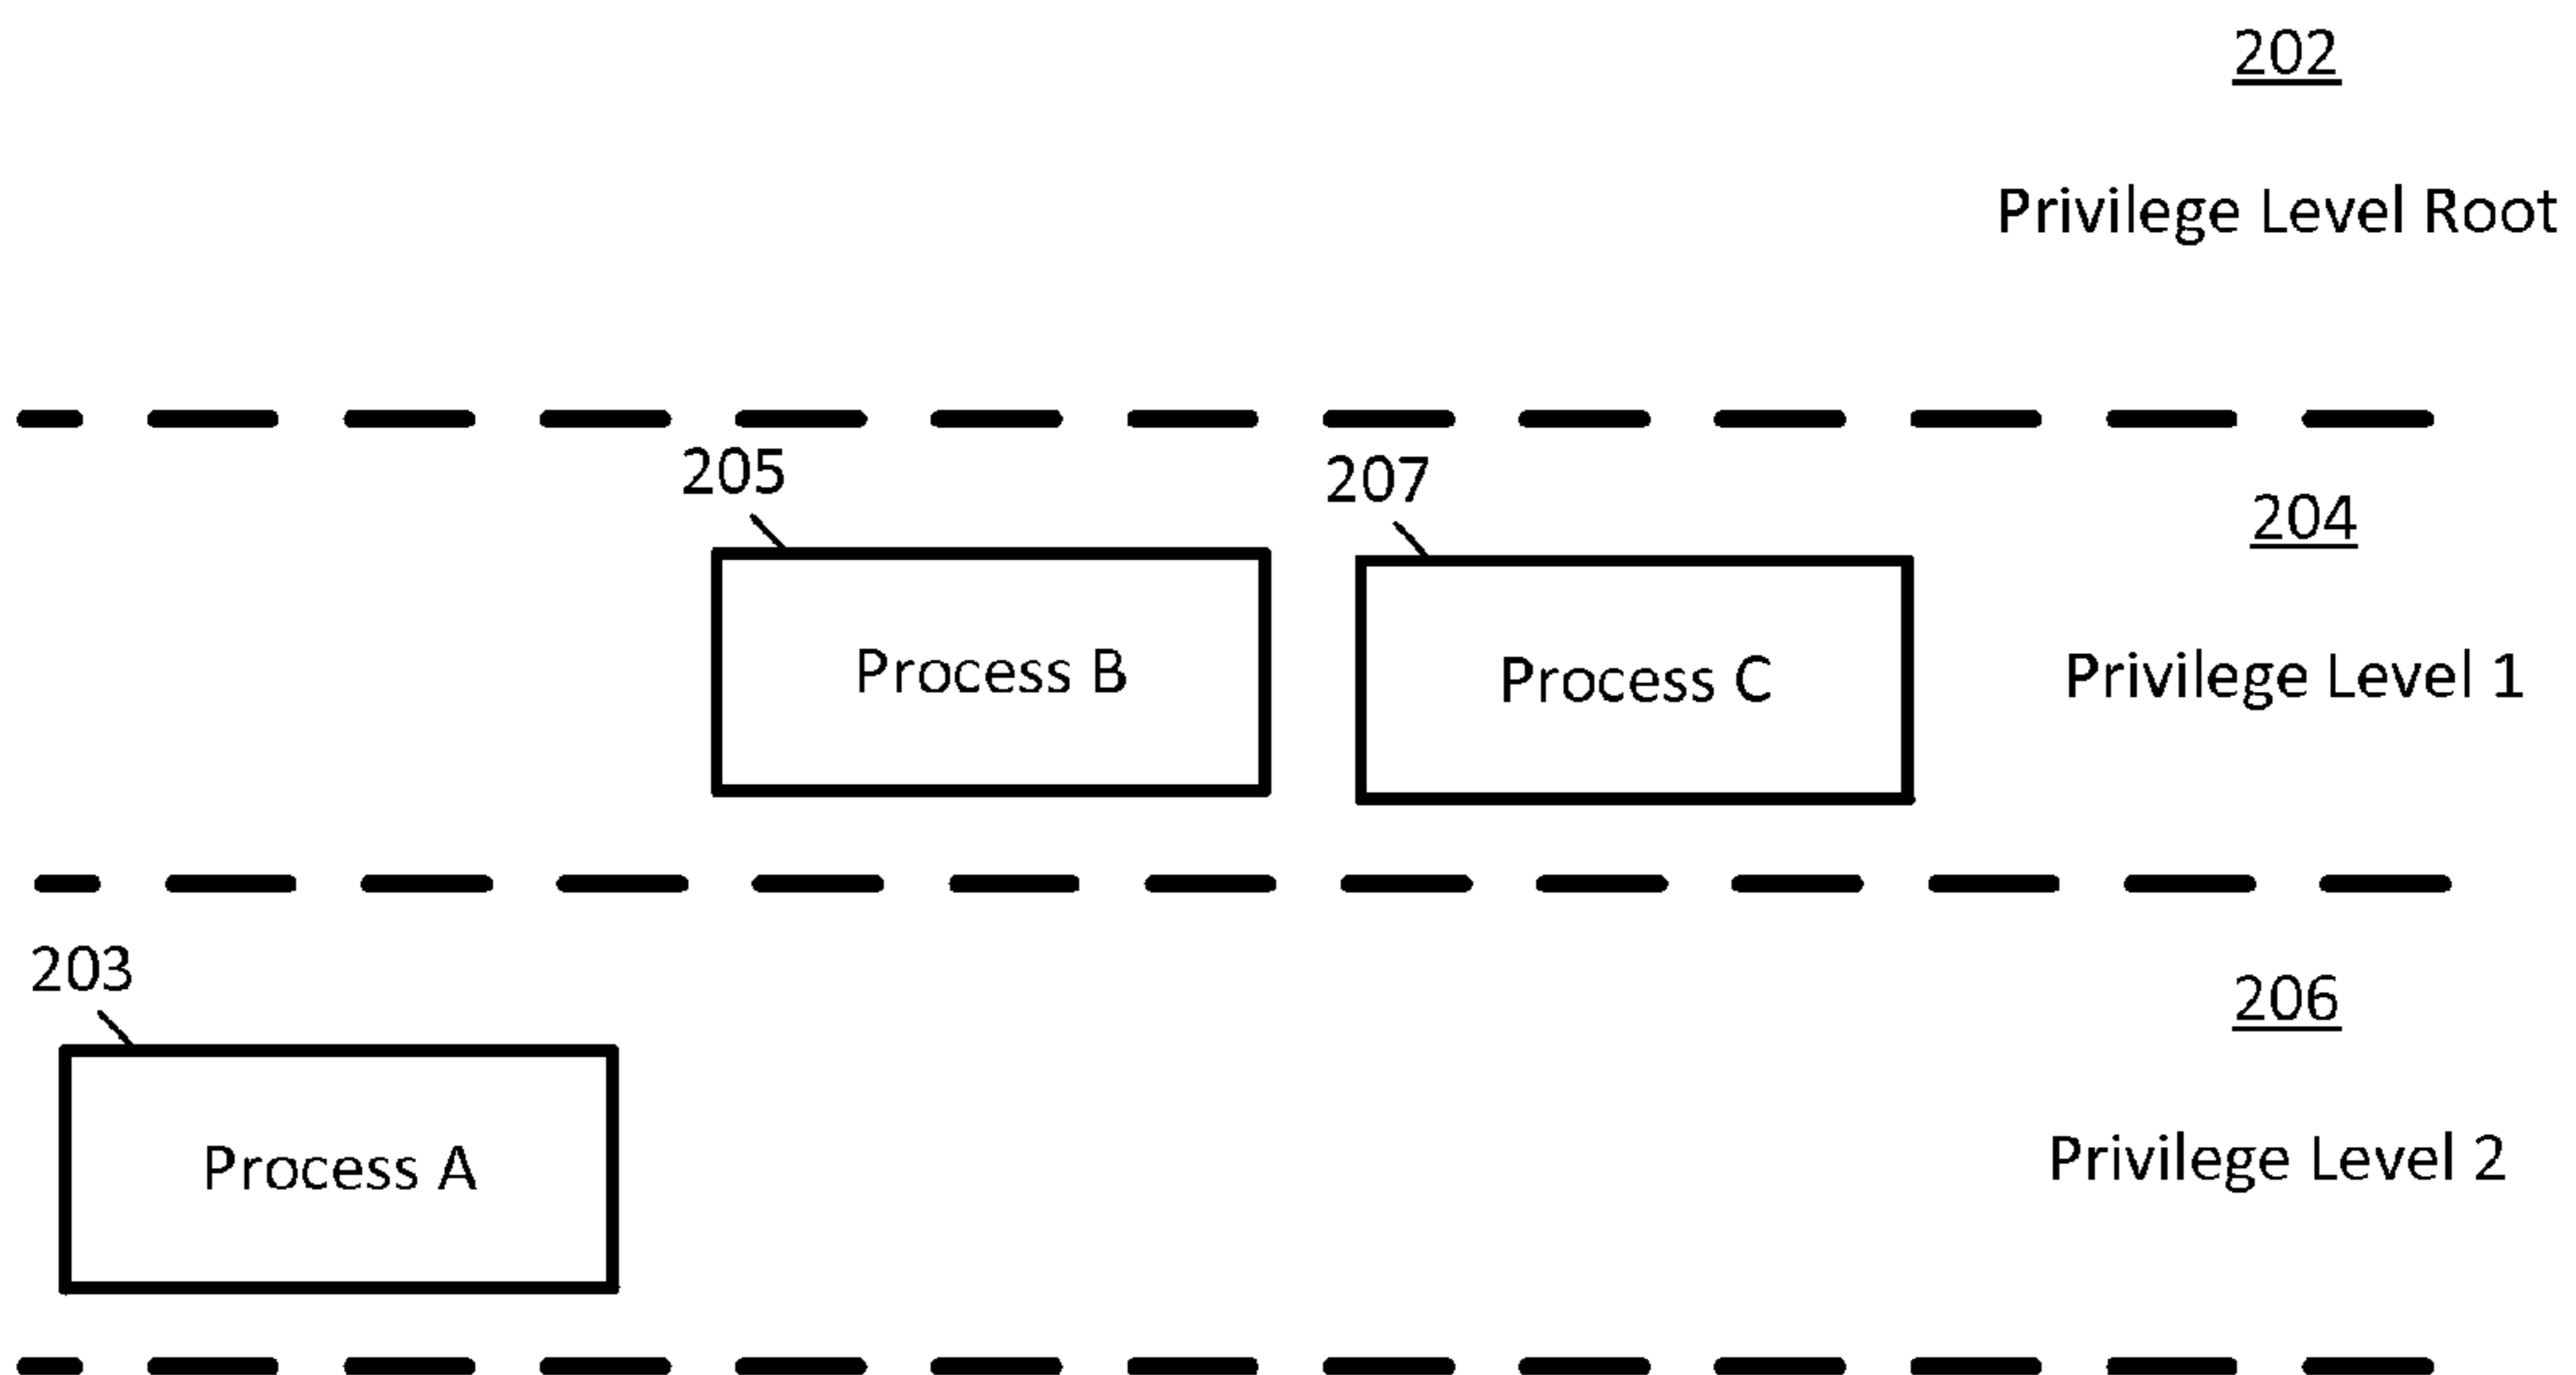 202
Privilege Level Root
205
207
204
Process B
Process C
Privilege Level 1
203
206
Process A
Privilege Level 2